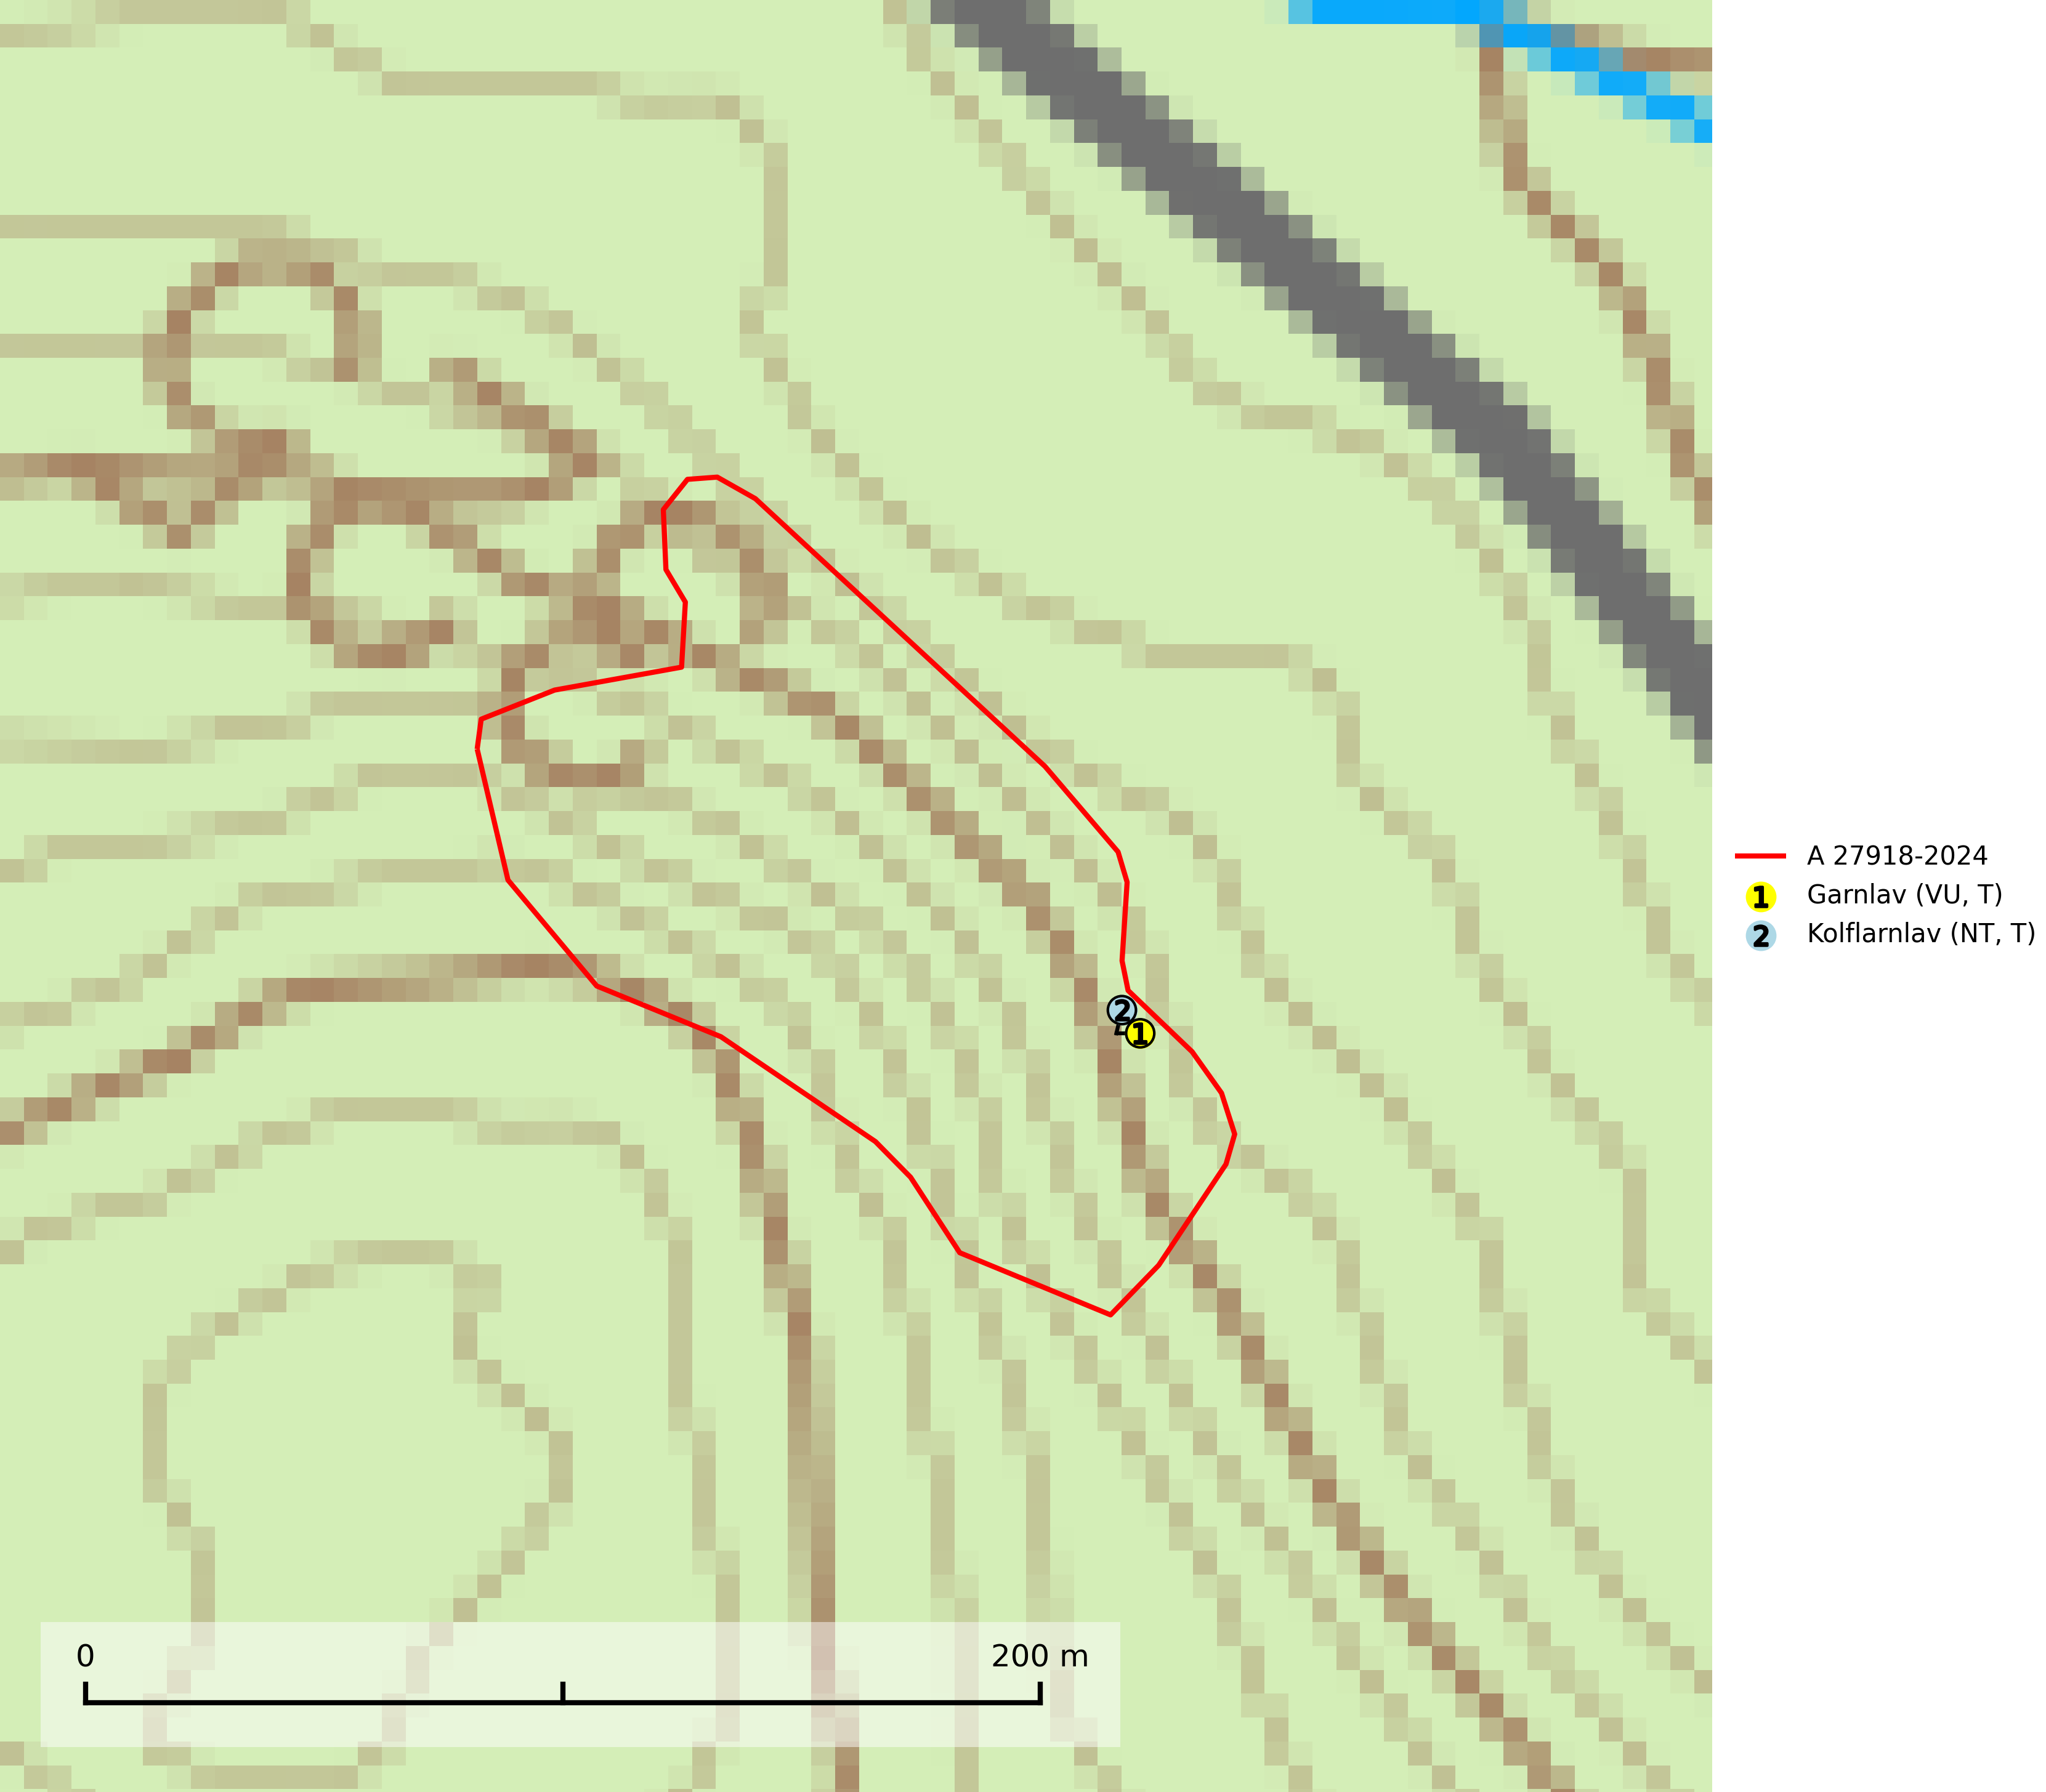 A 27918-2024
1 Garnlav (VU, T)
2 Kolflarnlav (NT, T)
2
1
0 200 m